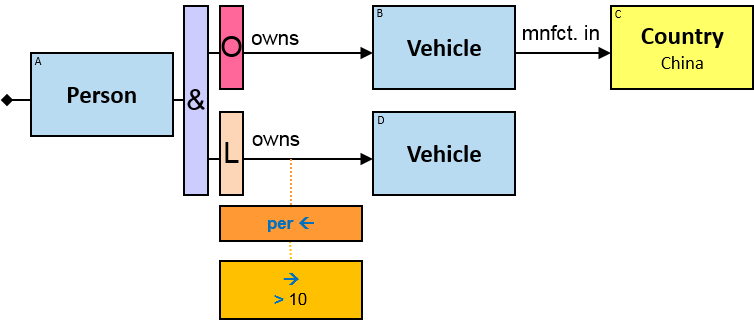 A
Person
&
O
owns
B
Vehicle
mnfct. in
C
Country
China
L
owns
D
Vehicle
per ←
→
> 10